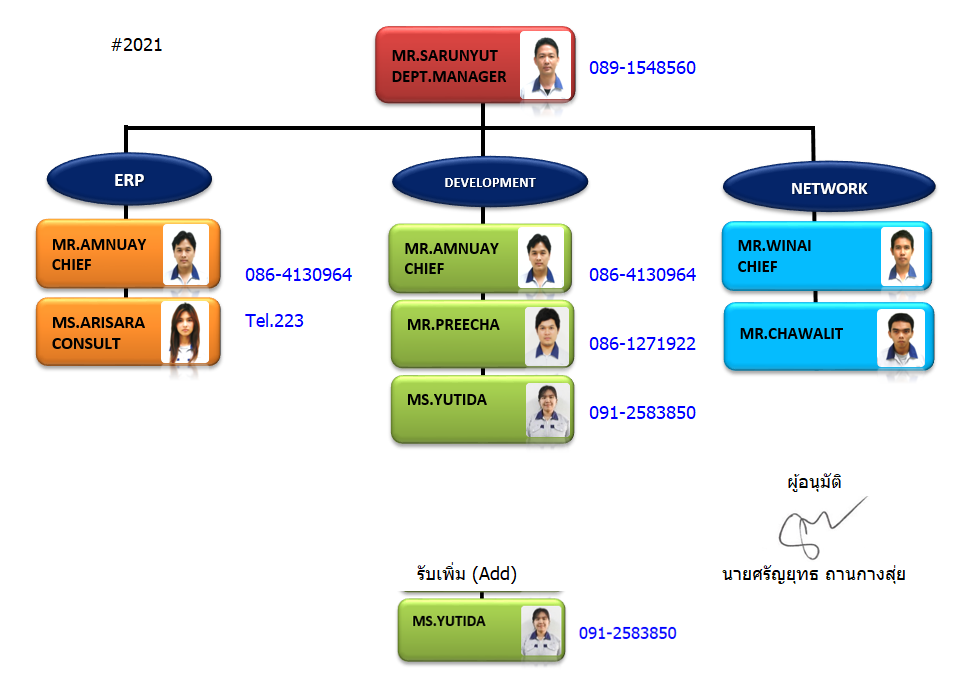 #2021
MR.SARUNYUT
DEPT.MANAGER
089-1548560
ERP
MR.AMNUAY
CHIEF
086-4130964
MS.ARISARA
CONSULT
Tel.223
DEVELOPMENT
MR.AMNUAY
CHIEF
086-4130964
MR.PREECHA
086-1271922
MS.YUTIDA
091-2583850
NETWORK
MR.WINAI
CHIEF
MR.CHAWALIT
ผู้อนุมัติ
นายศรัญยุทธ ถานกางสุ่ย
รับเพิ่ม (Add)
MS.YUTIDA
091-2583850